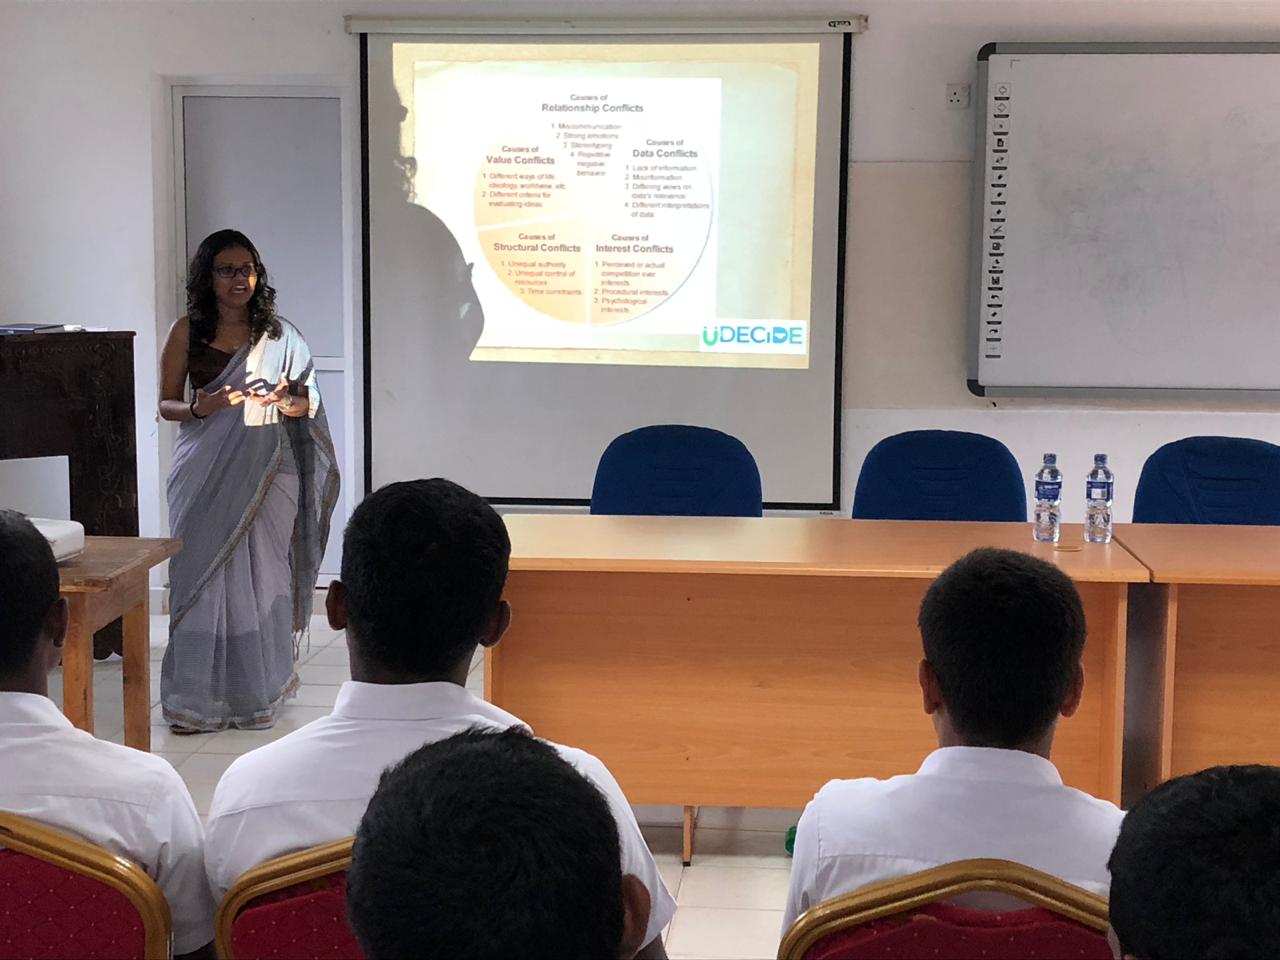 VEGA
Causes of
Relationship Conflicts
1 Miscommunication
2 Strong emotions
3 Stereotyping
4 Repetitive
negative
behavior
Causes of
Value Conflicts
1 Different ways of life,
ideology, worldview, etc.
2 Different criteria for
evaluating ideas
Causes of
Data Conflicts
1 Lack of information
2 Misinformation
3 Differing views on
data's relevance
4 Different interpretations
of data
Causes of
Structural Conflicts
1 Unequal authority
2 Unequal control of
resources
3 Time constraints
Causes of
Interest Conflicts
1 Perceived or actual
competition over
interests
2 Procedural interests
3 Psychological
interests
UDECiDE